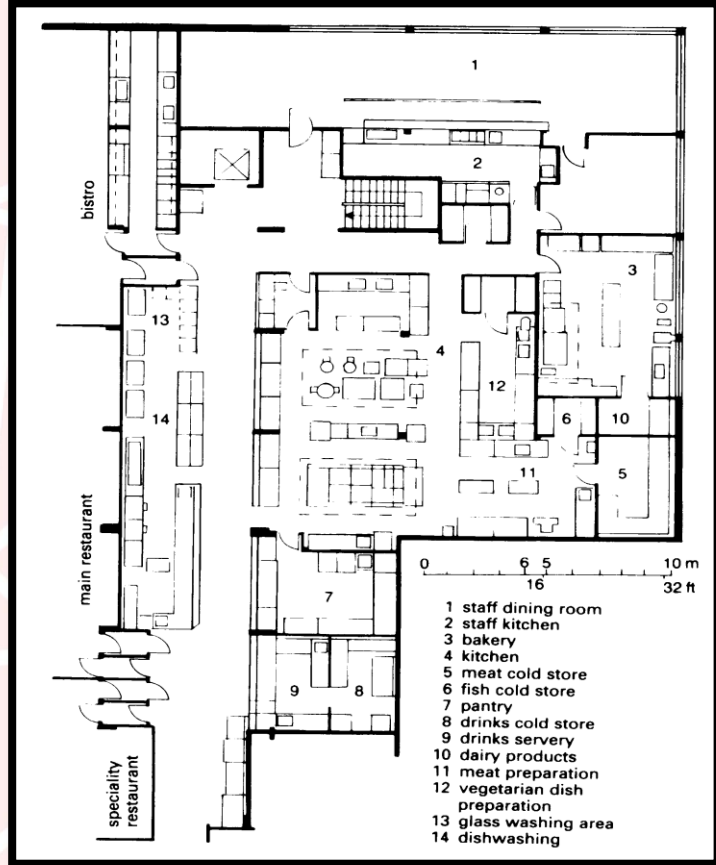 1
2
bistro
3
13
4
12
14
6
10
11
5
main restaurant
0 6 5 10 m
16 32 ft
7
9 8
speciality
restaurant
1 staff dining room
2 staff kitchen
3 bakery
4 kitchen
5 meat cold store
6 fish cold store
7 pantry
8 drinks cold store
9 drinks servery
10 dairy products
11 meat preparation
12 vegetarian dish
preparation
13 glass washing area
14 dishwashing